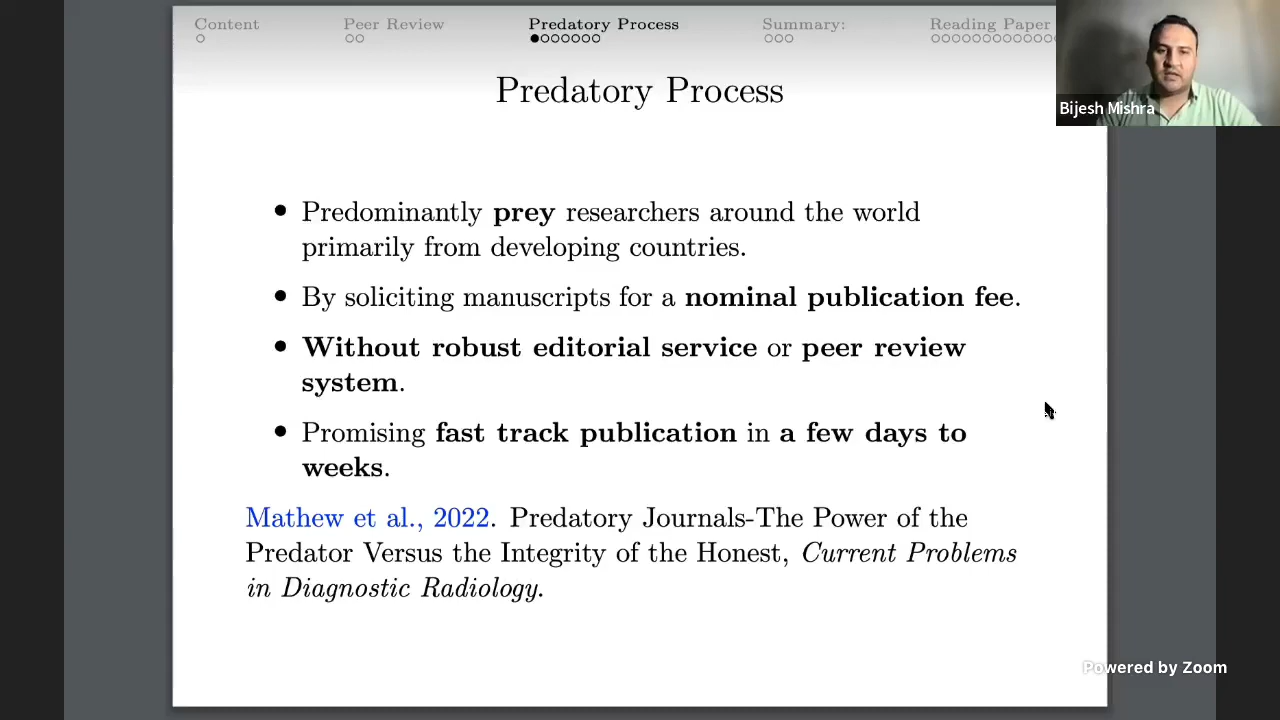 Content Peer Review Predatory Process Summary: Reading Paper
Bijesh Mishra
Predatory Process
• Predominantly prey researchers around the world
primarily from developing countries.
• By soliciting manuscripts for a nominal publication fee.
• Without robust editorial service or peer review
system.
• Promising fast track publication in a few days to
weeks.
Mathew et al., 2022. Predatory Journals-The Power of the
Predator Versus the Integrity of the Honest, Current Problems
in Diagnostic Radiology.
Powered by Zoom